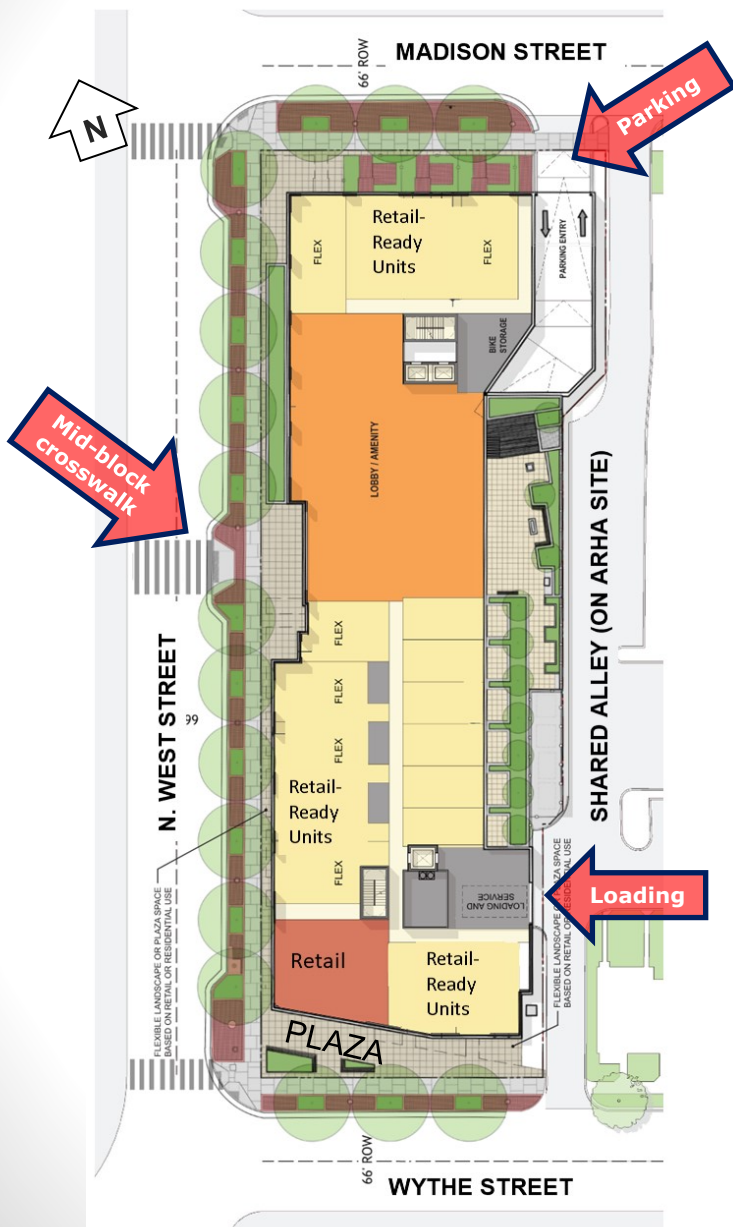 MADISON STREET
66' ROW
N
Parking
Retail-
Ready
Units
FLEX
FLEX
PARKING ENTRY
BIKE
STORAGE
LOBBY / AMENITY
Mid-block
crosswalk
SHARED ALLEY (ON ARHA SITE)
N. WEST STREET
99
FLEX
FLEX
FLEX
Retail-
Ready
Units
FLEX
LOADING AND
SERVICE
Loading
FLEXIBLE LANDSCAPE OR PLAZA SPACE
BASED ON RETAIL OR RESIDENTIAL USE
FLEXIBLE LANDSCAPE OR PLAZA SPACE
BASED ON RETAIL OR RESIDENTIAL USE
Retail
Retail-
Ready
Units
PLAZA
66' ROW
WYTHE STREET